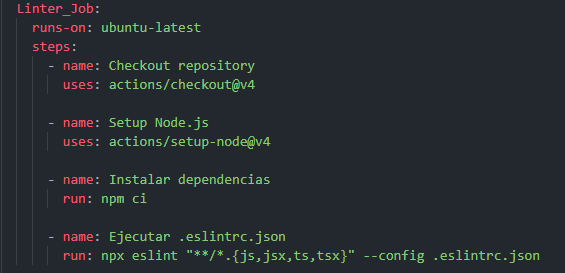 Linter_Job:
runs-on: ubuntu-latest
steps:
- name: Checkout repository
uses: actions/checkout@v4
- name: Setup Node.js
uses: actions/setup-node@v4
- name: Instalar dependencias
run: npm ci
- name: Ejecutar .eslintrc.json
run: npx eslint "**/*.{js,jsx,ts,tsx}" --config .eslintrc.json